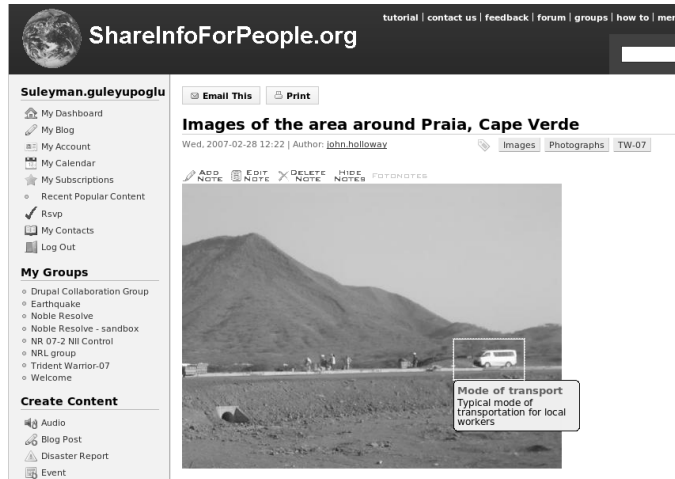 ShareInfoForPeople.org
tutorial | contact us | feedback | forum | groups | how to | mer
Suleyman.guleyupoglu
My Dashboard
My Blog
My Account
My Calendar
My Subscriptions
Recent Popular Content
Rsvp
My Contacts
Log Out
My Groups
Drupal Collaboration Group
Earthquake
Noble Resolve
Noble Resolve - sandbox
NR 07-2 NII Control
NRL group
Trident Warrior-07
Welcome
Create Content
Audio
Blog Post
Disaster Report
Event
Email This Print
Images of the area around Praia, Cape Verde
Wed, 2007-02-28 12:22 | Author: john.holloway
Images Photographs TW-07
ADD NOTE EDIT NOTE DELETE NOTE HIDE NOTES FOTONOTES
Mode of transport
Typical mode of
transportation for local
workers